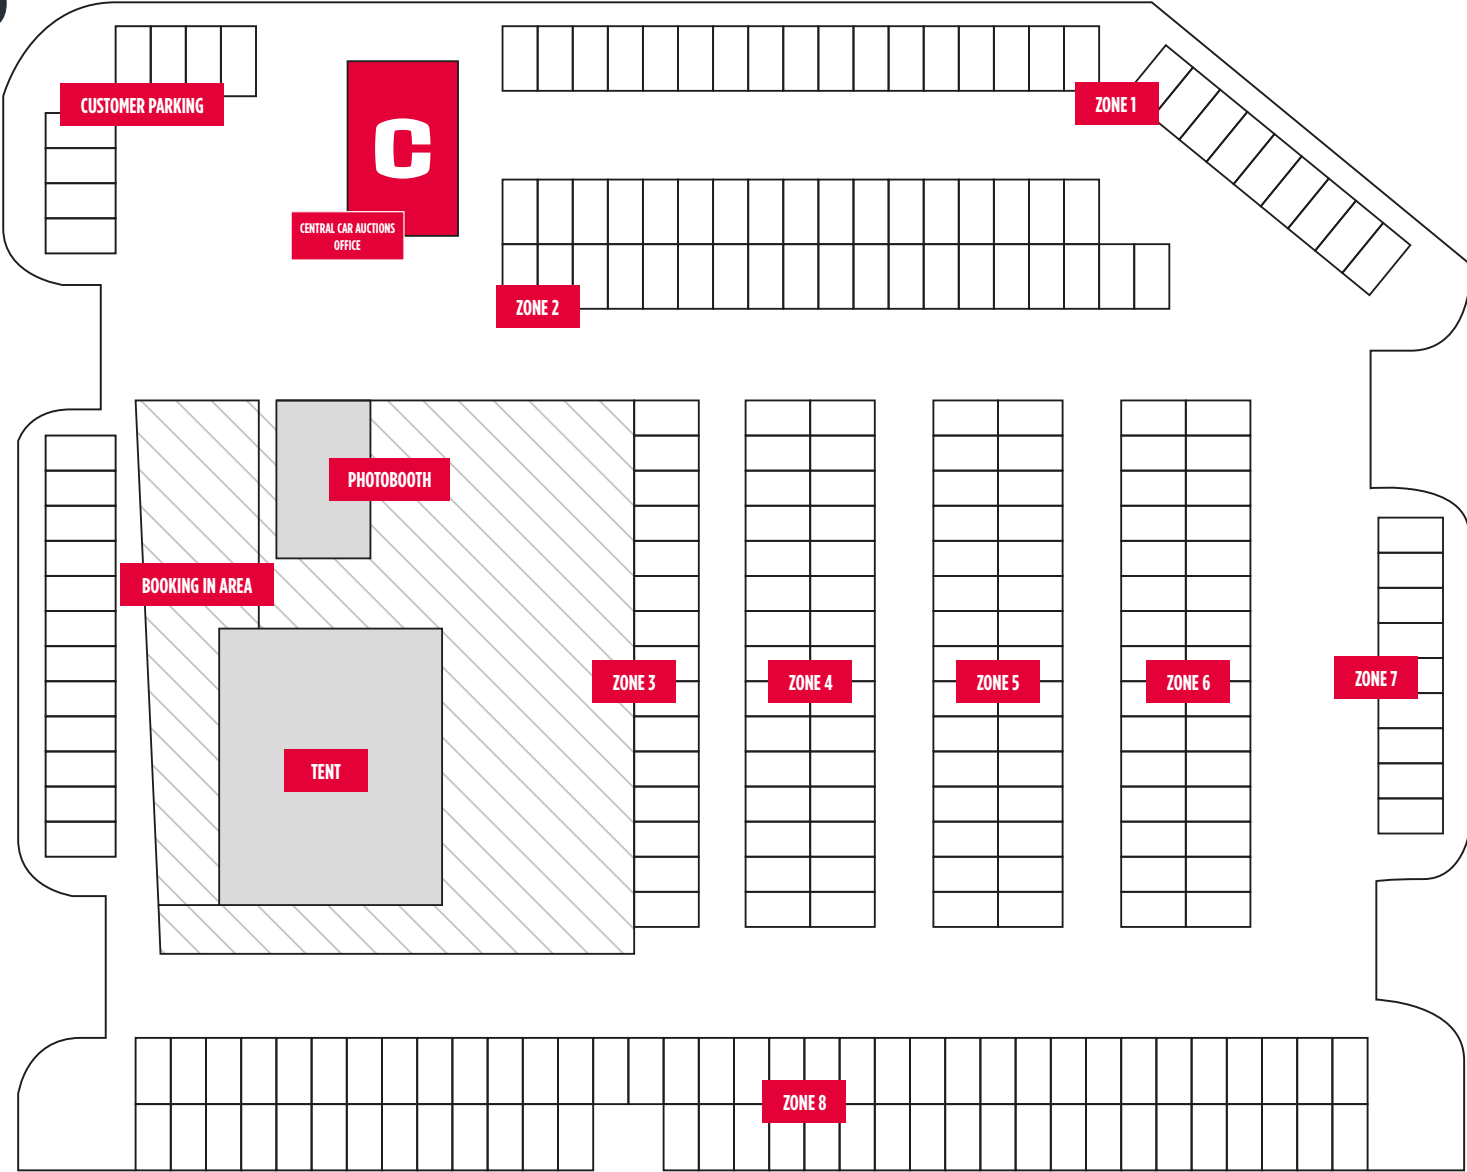 CUSTOMER PARKING
C
ZONE 1
CENTRAL CAR AUCTIONS
OFFICE
ZONE 2
PHOTOBOOTH
BOOKING IN AREA
ZONE 3
ZONE 4
ZONE 5
ZONE 6
ZONE 7
TENT
ZONE 8